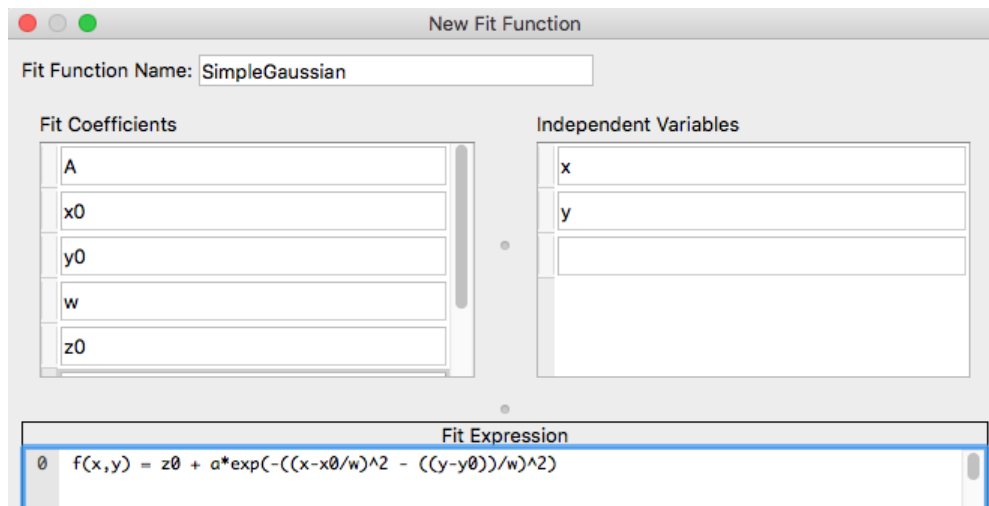 New Fit Function
Fit Function Name: SimpleGaussian
Fit Coefficients
Independent Variables
A
x
x0
y
y0
w
z0
Fit Expression
0 f(x,y) = z0 + a*exp(-((x-x0/w)^2 - ((y-y0))/w)^2)